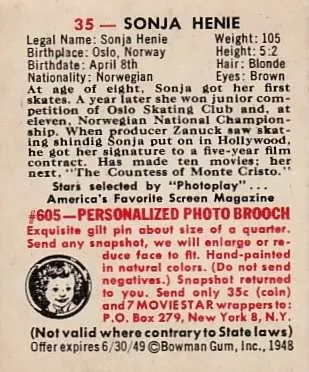 35 — SONJA HENIE
Legal Name: Sonja Henie Weight: 105
Birthplace: Oslo, Norway Height: 5:2
Birthdate: April 8th Hair: Blonde
Nationality: Norwegian Eyes: Brown
At age of eight, Sonja got her first
skates. A year later she won junior com-
petition of Oslo Skating Club and, at
eleven, Norwegian National Champion-
ship. When producer Zanuck saw skat-
ing shindig Sonja put on in Hollywood,
he got her signature to a five-year film
contract. Has made ten movies; her
next, "The Countess of Monte Cristo."
Stars selected by "Photoplay"...
America's Favorite Screen Magazine
#605—PERSONALIZED PHOTO BROOCH
Exquisite gilt pin about size of a quarter.
Send any snapshot, we will enlarge or re-
duce face to fit. Hand-painted
in natural colors. (Do not send
negatives.) Snapshot returned
to you. Send only 35c (coin)
and 7 MOVIESTAR wrappers to:
P.O. BOX 279, New York 8, N.Y.
(Not valid where contrary to State laws)
Offer expires 6/30/49 ©Bowman Gum, Inc., 1948